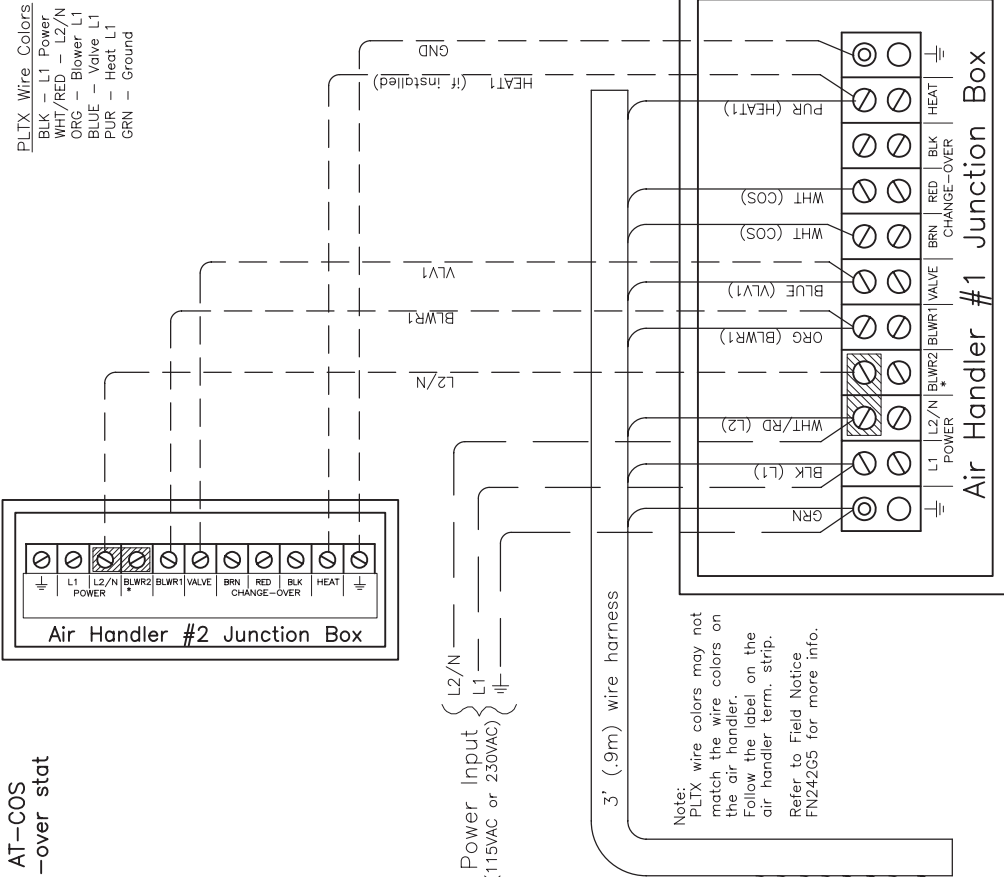 PLTX Wire Colors
BLK – L1 Power
WHT/RED – L2/N
ORG – Blower L1
BLUE – Valve L1
PUR – Heat L1
GRN – Ground
GND
HEAT1 (if installed)
PUR (HEAT1)
WHT (COS)
WHT (COS)
VLV1
BLUE (VLV1)
BLWR1
ORG (BLWR1)
L2/N
WHT/RD (L2)
BLK (L1)
GRN
HEAT
BLK
RED
BRN
CHANGE-OVER
VALVE
BLWR1
BLWR2
*
L2/N
L1
POWER
Air Handler #1 Junction Box
L1
L2/N
POWER
BLWR2
*
BLWR1
VALVE
BRN
RED
BLK
CHANGE-OVER
HEAT
Air Handler #2 Junction Box
AT-COS
-over stat
L2/N
L1
Power Input
(115VAC or 230VAC)
3' (.9m) wire harness
Note:
PLTX wire colors may not
match the wire colors on
the air handler.
Follow the label on the
air handler term. strip.
Refer to Field Notice
FN242G5 for more info.